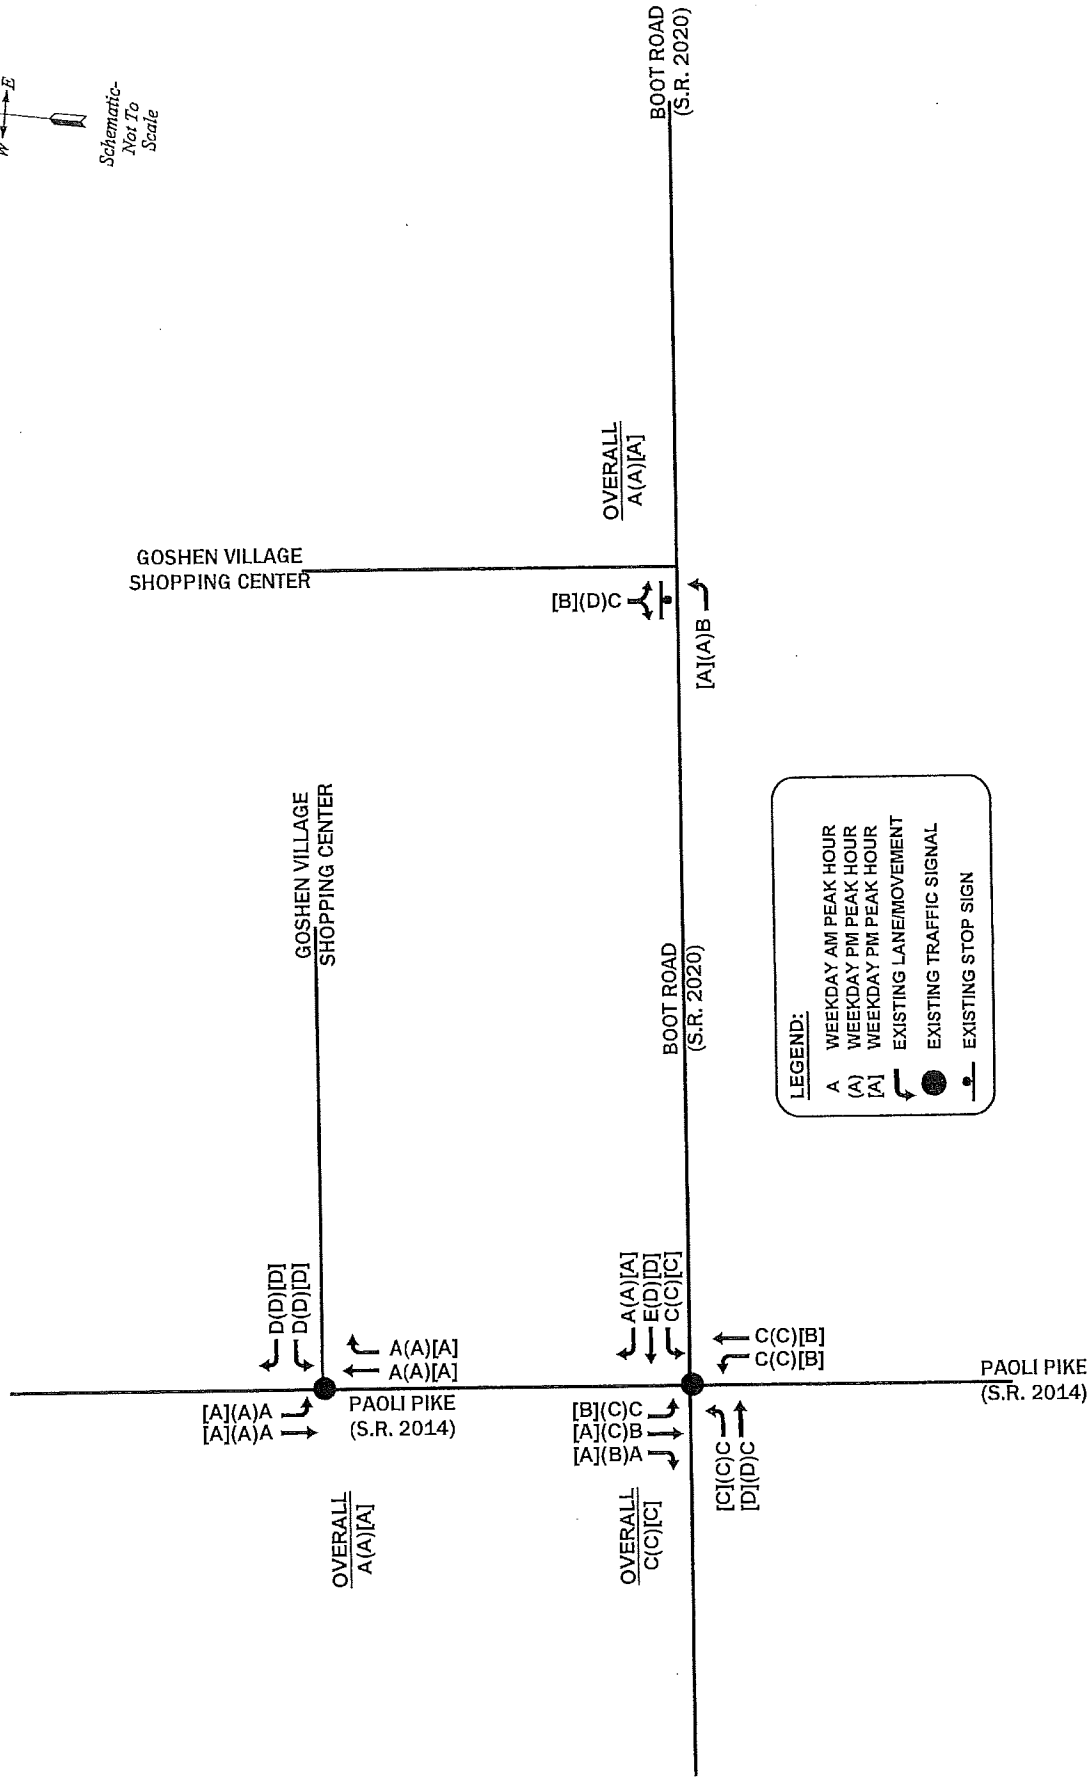 W E
Schematic-
Not To
Scale
BOOT ROAD
(S.R. 2020)
OVERALL
A(A)[A]
GOSHEN VILLAGE
SHOPPING CENTER
[B](D)C
[A](A)B
GOSHEN VILLAGE
SHOPPING CENTER
BOOT ROAD
(S.R. 2020)
LEGEND:
A WEEKDAY AM PEAK HOUR
(A) WEEKDAY PM PEAK HOUR
[A] WEEKDAY PM PEAK HOUR
EXISTING LANE/MOVEMENT
EXISTING TRAFFIC SIGNAL
EXISTING STOP SIGN
D(D)[D]
D(D)[D]
A(A)[A]
A(A)[A]
[A](A)A
[A](A)A
PAOLI PIKE
(S.R. 2014)
OVERALL
A(A)[A]
A(A)[A]
E(D)[D]
C(C)[C]
C(C)[B]
C(C)[B]
PAOLI PIKE
(S.R. 2014)
[B](C)C
[A](C)B
[A](B)A
[C](C)C
[D](D)C
OVERALL
C(C)[C]